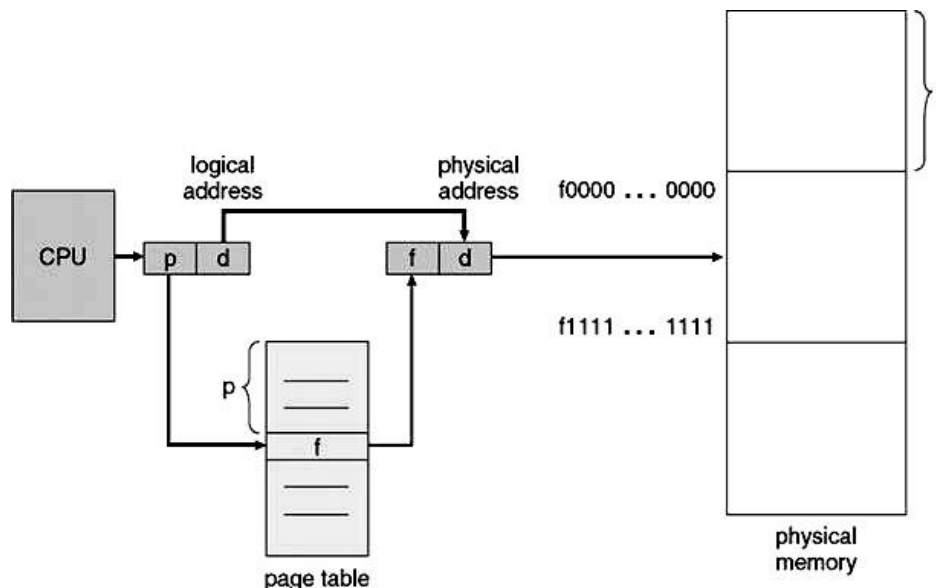 logical
address
physical
address
f0000 ... 0000
CPU
p
d
f
d
f1111 ... 1111
p
f
physical
memory
page table